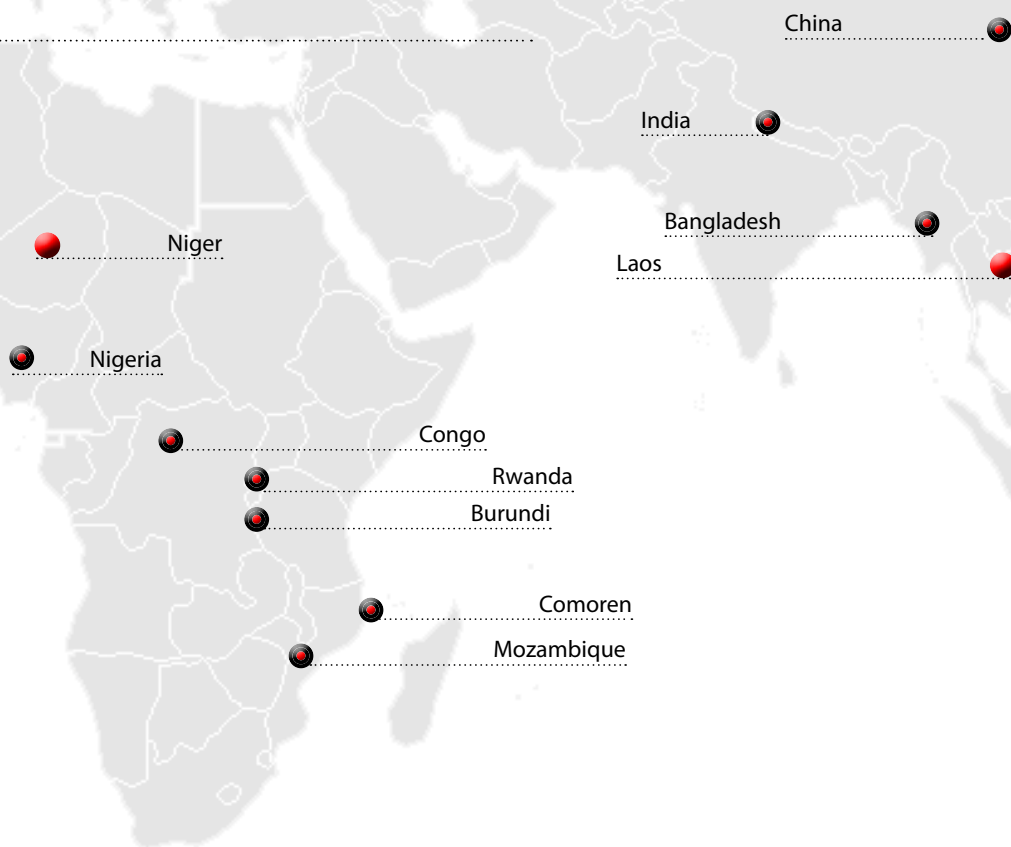 China
India
Bangladesh
Niger
Laos
Nigeria
Congo
Rwanda
Burundi
Comoren
Mozambique